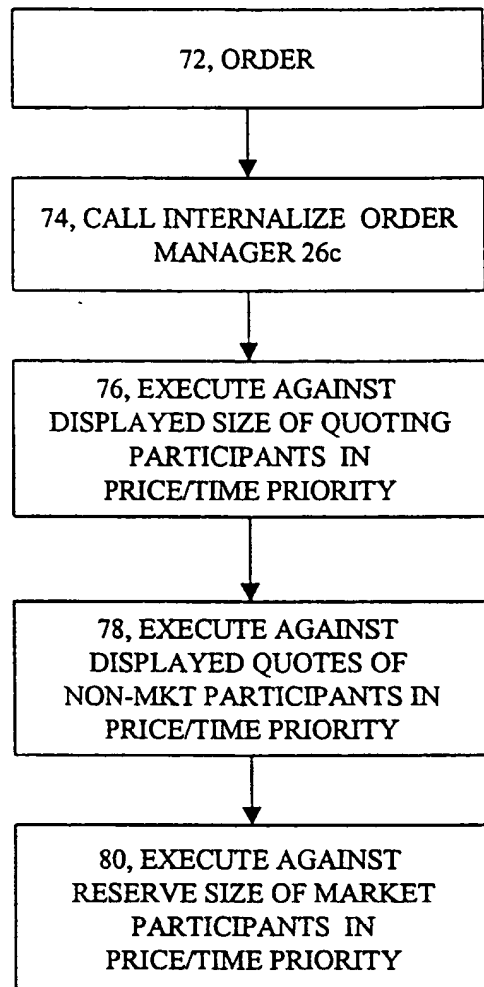 72, ORDER
74, CALL INTERNALIZE ORDER
MANAGER 26c
76, EXECUTE AGAINST
DISPLAYED SIZE OF QUOTING
PARTICIPANTS IN
PRICE/TIME PRIORITY
78, EXECUTE AGAINST
DISPLAYED QUOTES OF
NON-MKT PARTICIPANTS IN
PRICE/TIME PRIORITY
80, EXECUTE AGAINST
RESERVE SIZE OF MARKET
PARTICIPANTS IN
PRICE/TIME PRIORITY